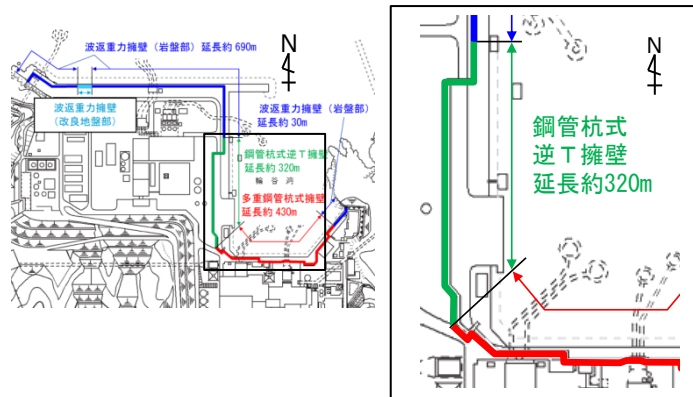 波返重力擁壁（岩盤部）延長約690m
N
波返重力擁壁
（改良地盤部）
波返重力擁壁（岩盤部）
延長約30m
鋼管杭式逆T擁壁
延長約320m
輪谷湾
多重鋼管杭式擁壁
延長約430m
N
鋼管杭式
逆T擁壁
延長約320m